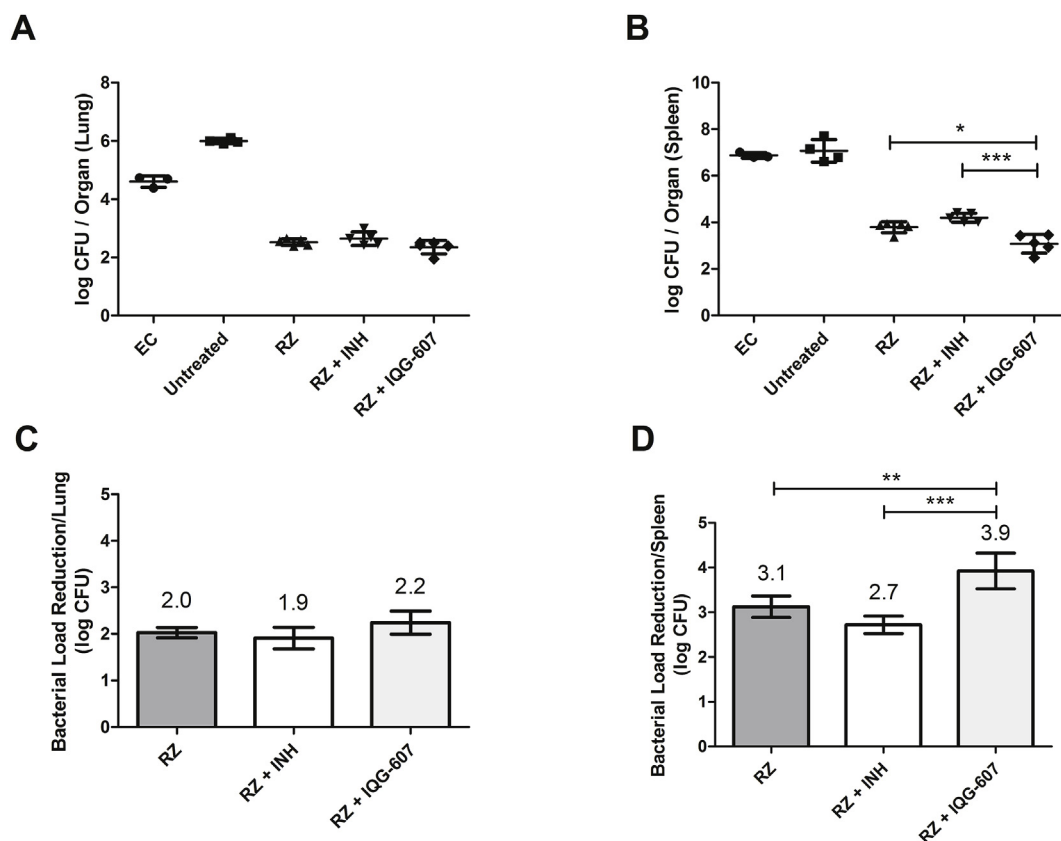 A
log CFU / Organ (Lung)
8
6
4
2
0
EC
Untreated
RZ
RZ + INH
RZ + IQG-607
B
log CFU / Organ (Spleen)
10
8
6
4
2
0
*
***
EC
Untreated
RZ
RZ + INH
RZ + IQG-607
C
Bacterial Load Reduction/Lung
(log CFU)
5
4
3
2
1
0
2.0
1.9
2.2
RZ
RZ + INH
RZ + IQG-607
D
Bacterial Load Reduction/Spleen
(log CFU)
5
4
3
2
1
0
**
***
3.1
2.7
3.9
RZ
RZ + INH
RZ + IQG-607